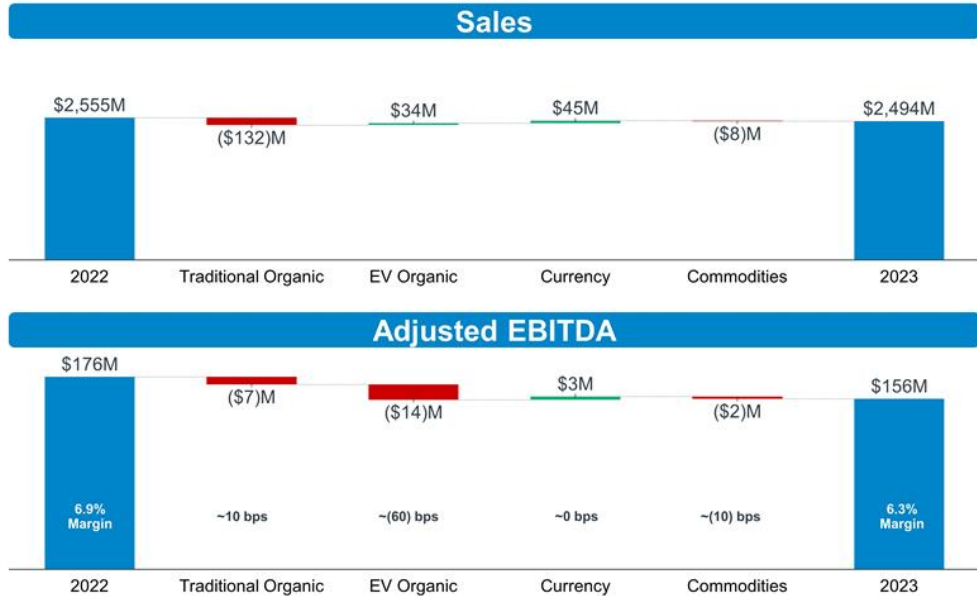 Sales
$2,555M
($132)M
$34M
$45M
($8)M
$2,494M
2022
Traditional Organic
EV Organic
Currency
Commodities
2023
Adjusted EBITDA
$176M
($7)M
($14)M
$3M
($2)M
$156M
6.9%
Margin
~10 bps
~(60) bps
~0 bps
~(10) bps
6.3%
Margin
2022
Traditional Organic
EV Organic
Currency
Commodities
2023